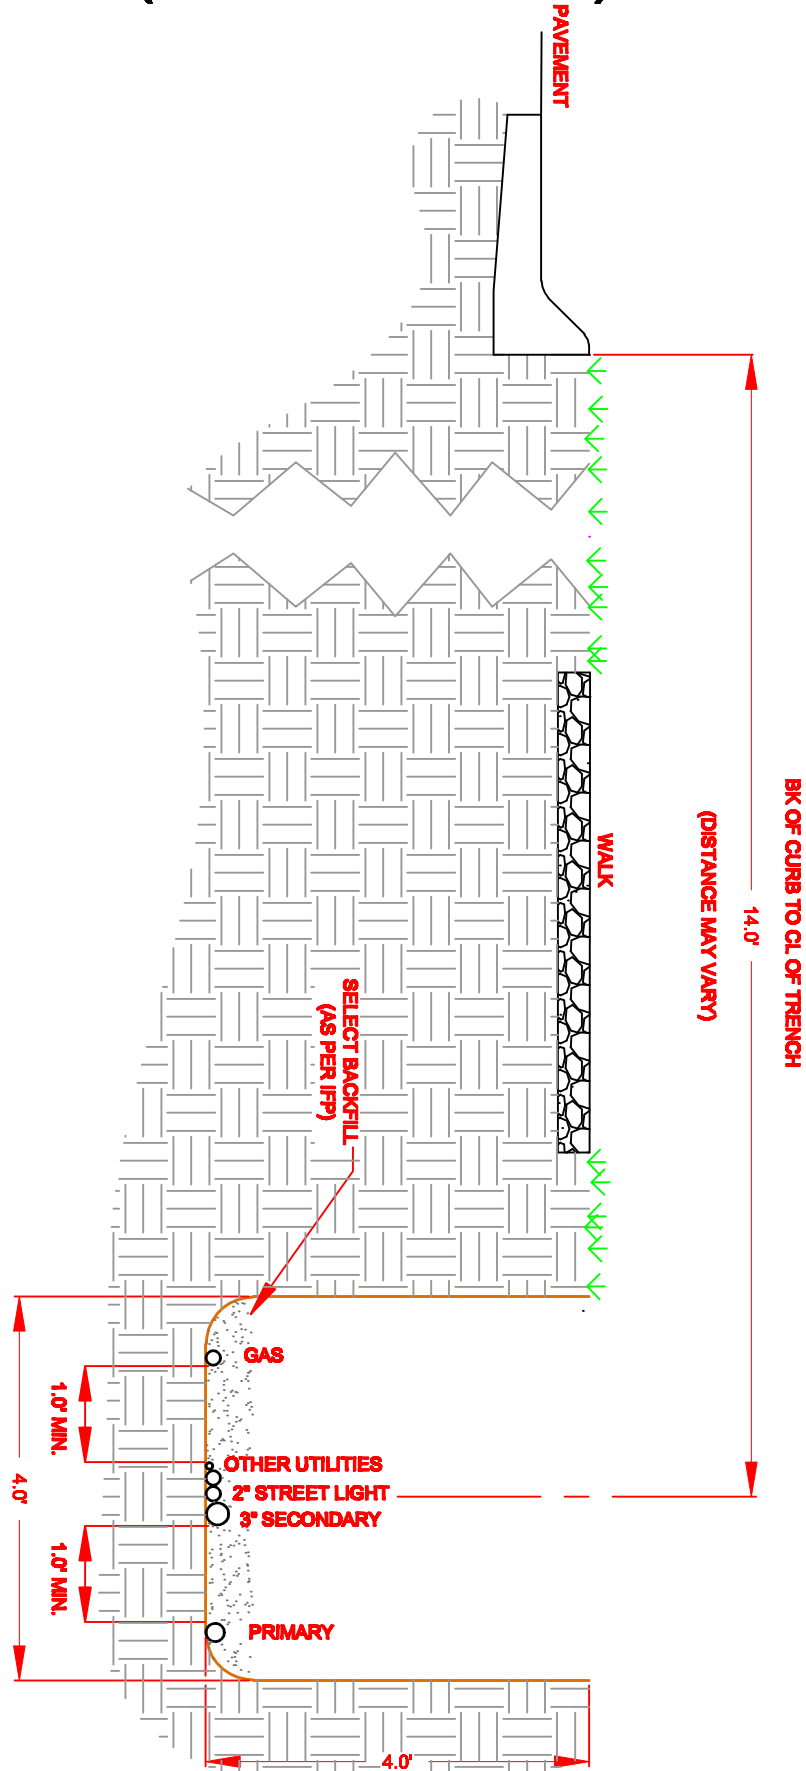 PAVEMENT
BK OF CURB TO CL OF TRENCH
14.0'
(DISTANCE MAY VARY)
WALK
SELECT BACKFILL
(AS PER IFP)
GAS
1.0' MIN.
OTHER UTILITIES
2" STREET LIGHT
3" SECONDARY
4.0'
1.0' MIN.
PRIMARY
4.0'